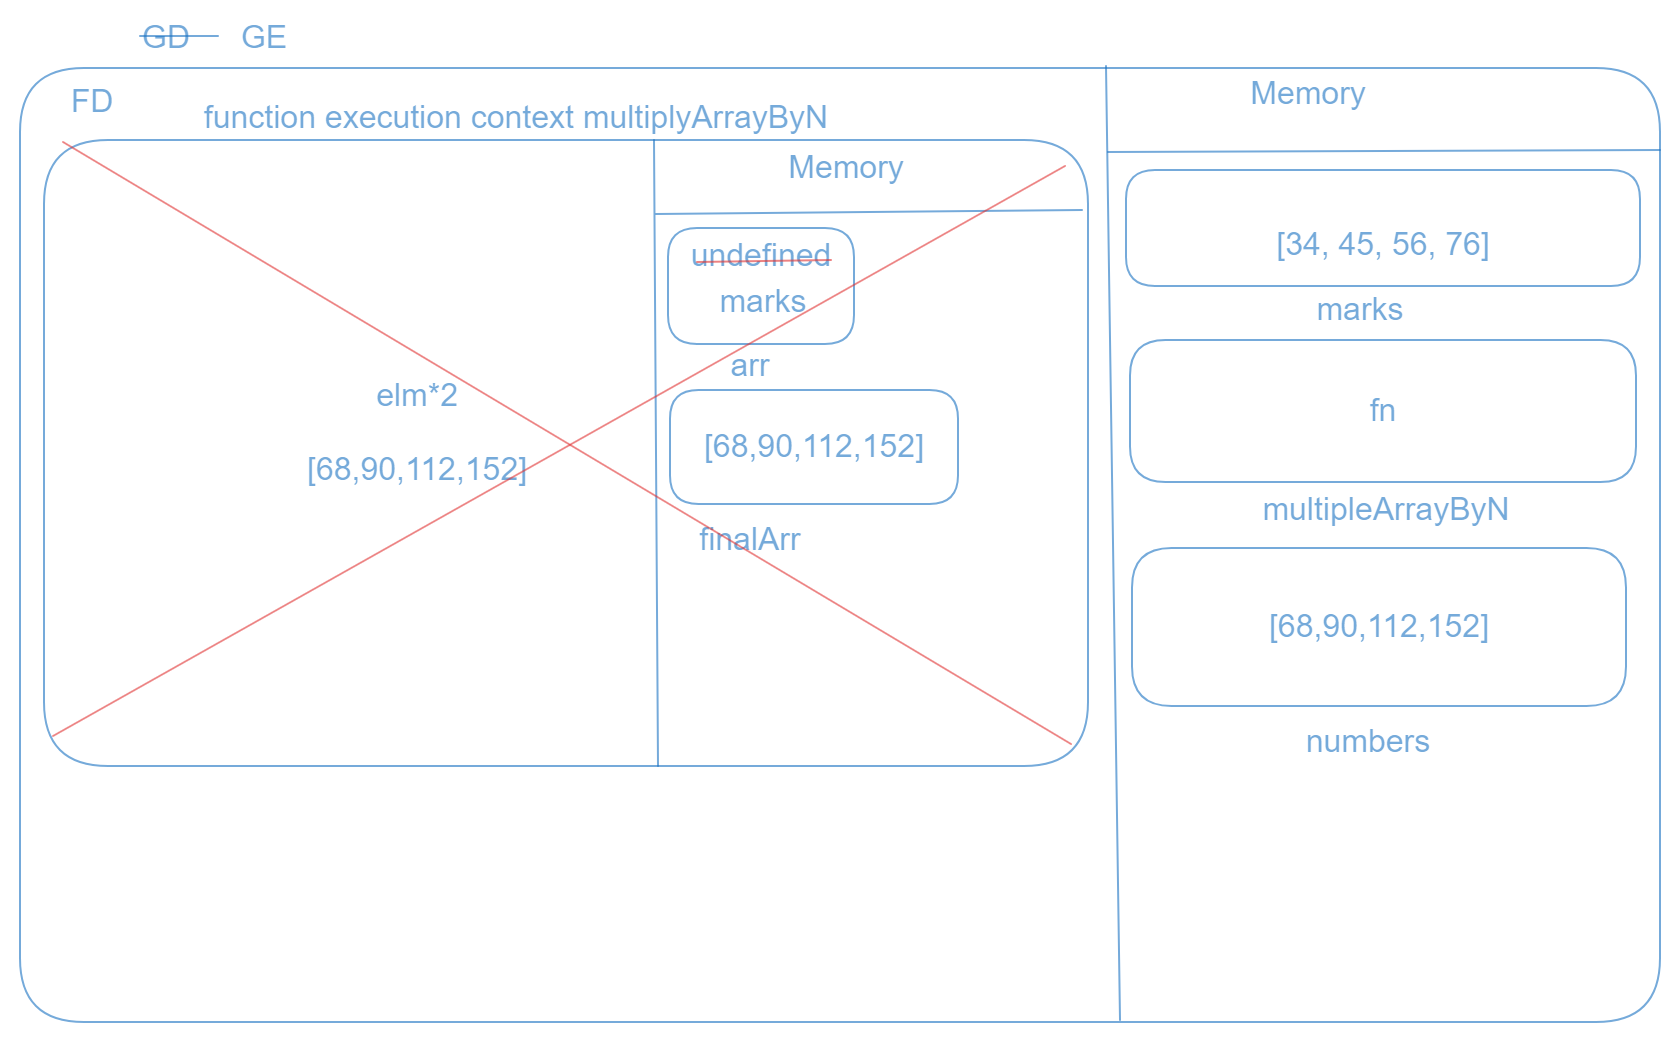 GD GE
FD
function execution context multiplyArrayByN
Memory
undefined
marks
arr
elm*2
[68,90,112,152]
[68,90,112,152]
finalArr
Memory
[34, 45, 56, 76]
marks
fn
multipleArrayByN
[68,90,112,152]
numbers